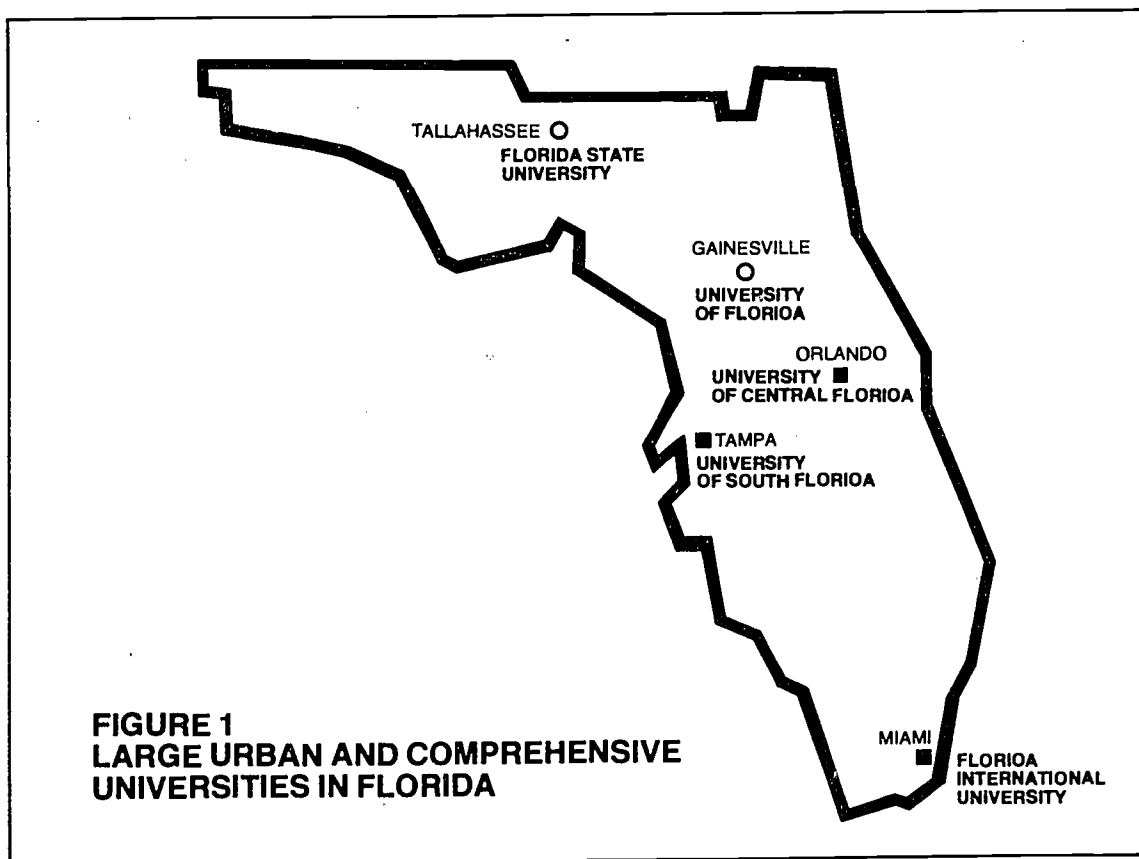 TALLAHASSEE
FLORIDA STATE
UNIVERSITY
GAINESVILLE
UNIVERSITY
OF FLORIOA
ORLANDO
UNIVERSITY
OF CENTRAL FLORIOA
TAMPA
UNIVERSITY
OF SOUTH FLORIOA
MIAMI
FLORIOA
INTERNATIONAL
UNIVERSITY
FIGURE 1
LARGE URBAN AND COMPREHENSIVE
UNIVERSITIES IN FLORIDA